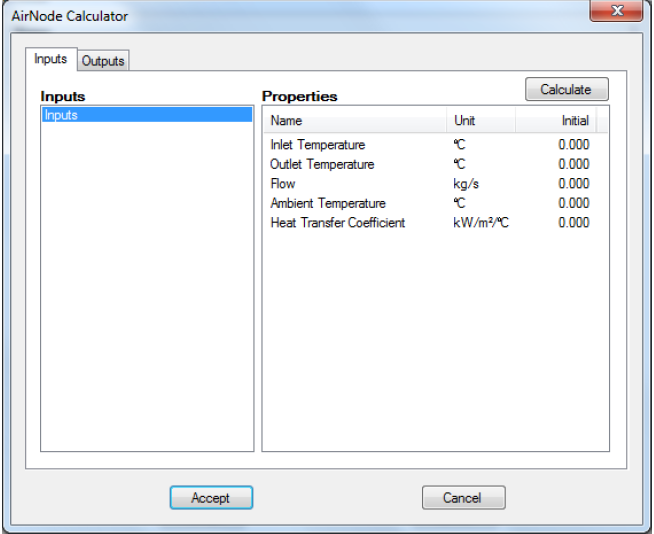 AirNode Calculator
Inputs Outputs
Calculate
Inputs Properties
Inputs
Name Unit Initial
Inlet Temperature ℃ 0.000
Outlet Temperature ℃ 0.000
Flow kg/s 0.000
Ambient Temperature ℃ 0.000
Heat Transfer Coefficient kW/m²/℃ 0.000
Accept Cancel